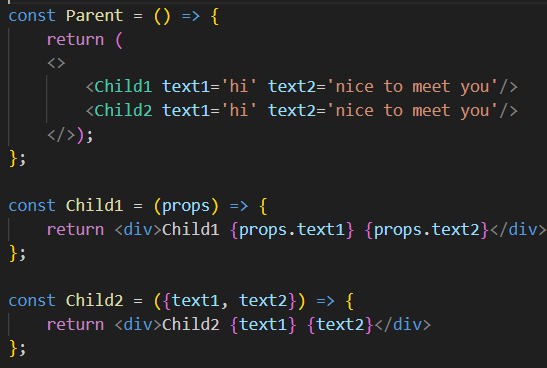 const Parent = () => {
    return (
    <>
        <Child1 text1='hi' text2='nice to meet you'/>
        <Child2 text1='hi' text2='nice to meet you'/>
    </>);
};

const Child1 = (props) => {
    return <div>Child1 {props.text1} {props.text2}</div>
};

const Child2 = ({text1, text2}) => {
    return <div>Child2 {text1} {text2}</div>
};